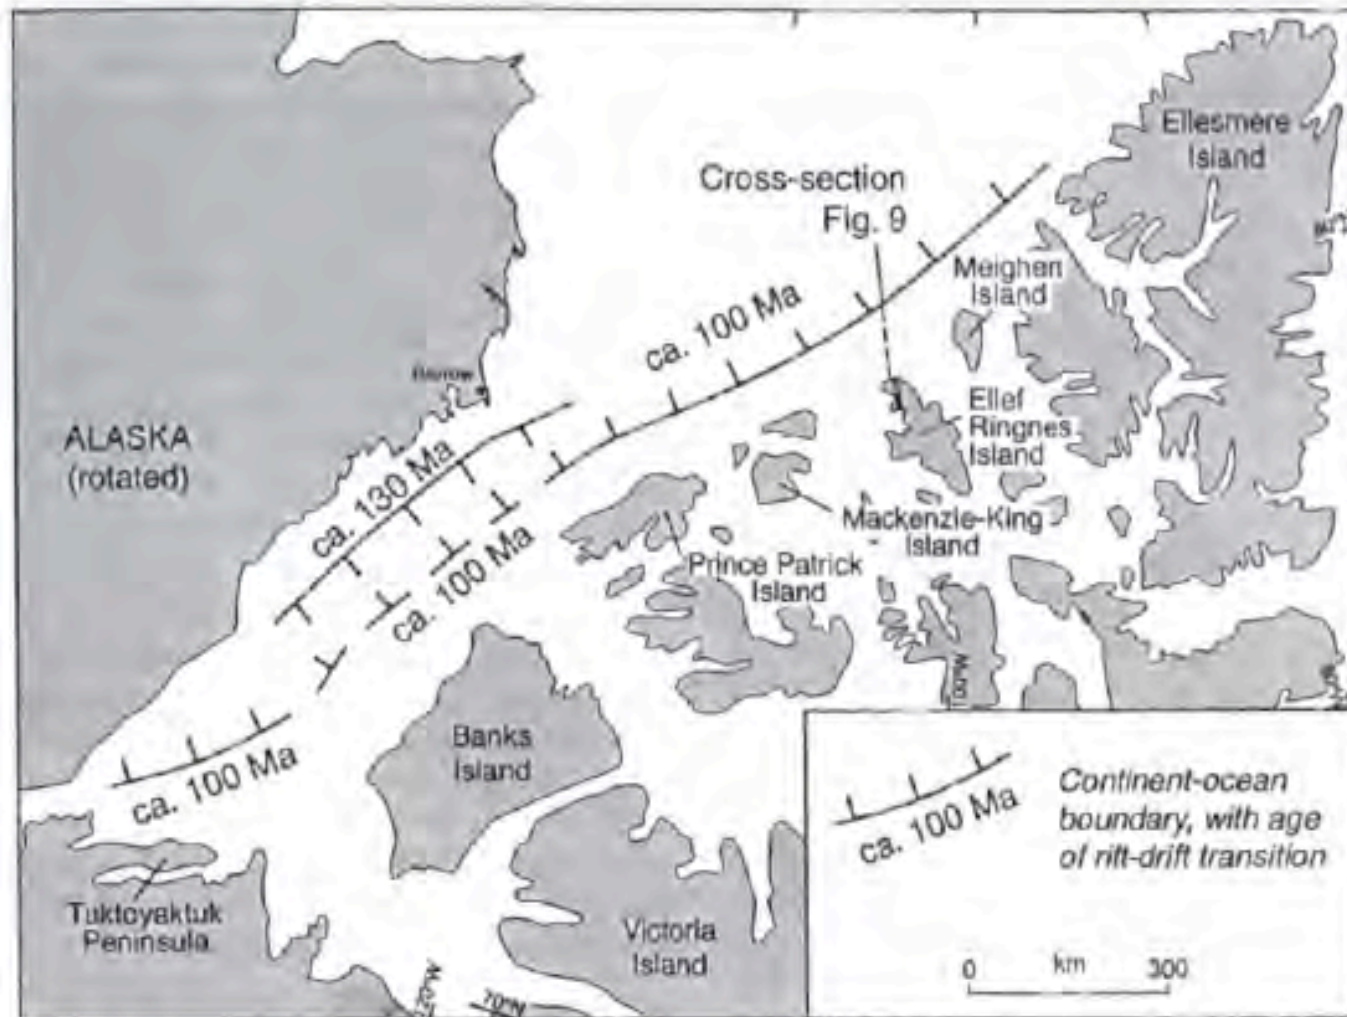 Ellesmere
Island
Cross-section
Fig. 9
Meighen
Island
ca. 100 Ma
Barrow
ALASKA
(rotated)
ca. 130 Ma
Ellef
Ringnes
Island
Mackenzie-King
Island
ca. 100 Ma
Prince Patrick
Island
Banks
Island
ca. 100 Ma
Tuktoyaktuk
Peninsula
Victoria
Island
70°N
Continent-ocean
boundary, with age
of rift-drift transition
ca. 100 Ma
0 km 300